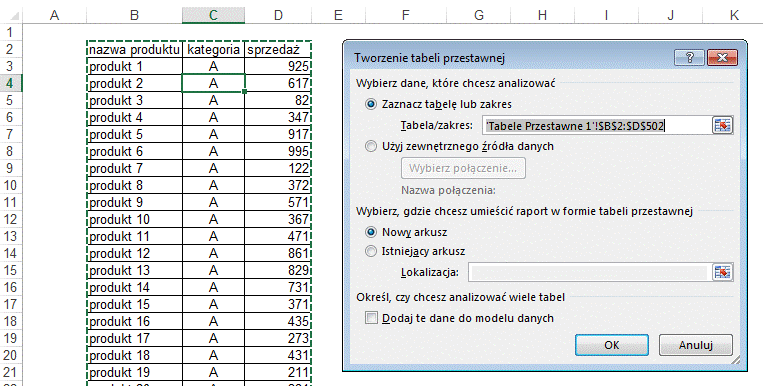 A B C D E F G H I J K
1
2 nazwa produktu kategoria sprzedaż
3 produkt 1 A 925
4 produkt 2 A 617
5 produkt 3 A 82
6 produkt 4 A 347
7 produkt 5 A 917
8 produkt 6 A 995
9 produkt 7 A 122
10 produkt 8 A 372
11 produkt 9 A 571
12 produkt 10 A 367
13 produkt 11 A 471
14 produkt 12 A 861
15 produkt 13 A 829
16 produkt 14 A 731
17 produkt 15 A 371
18 produkt 16 A 435
19 produkt 17 A 273
20 produkt 18 A 431
21 produkt 19 A 211
Tworzenie tabeli przestawnej
Wybierz dane, które chcesz analizować
Zaznacz tabelę lub zakres
Tabela/zakres: 'Tabele Przestawne 1'!$B$2:$D$502
Użyj zewnętrznego źródła danych
Wybierz połączenie...
Nazwa połączenia:
Wybierz, gdzie chcesz umieścić raport w formie tabeli przestawnej
Nowy arkusz
Istniejący arkusz
Lokalizacja:
Określ, czy chcesz analizować wiele tabel
Dodaj te dane do modelu danych
OK Anuluj